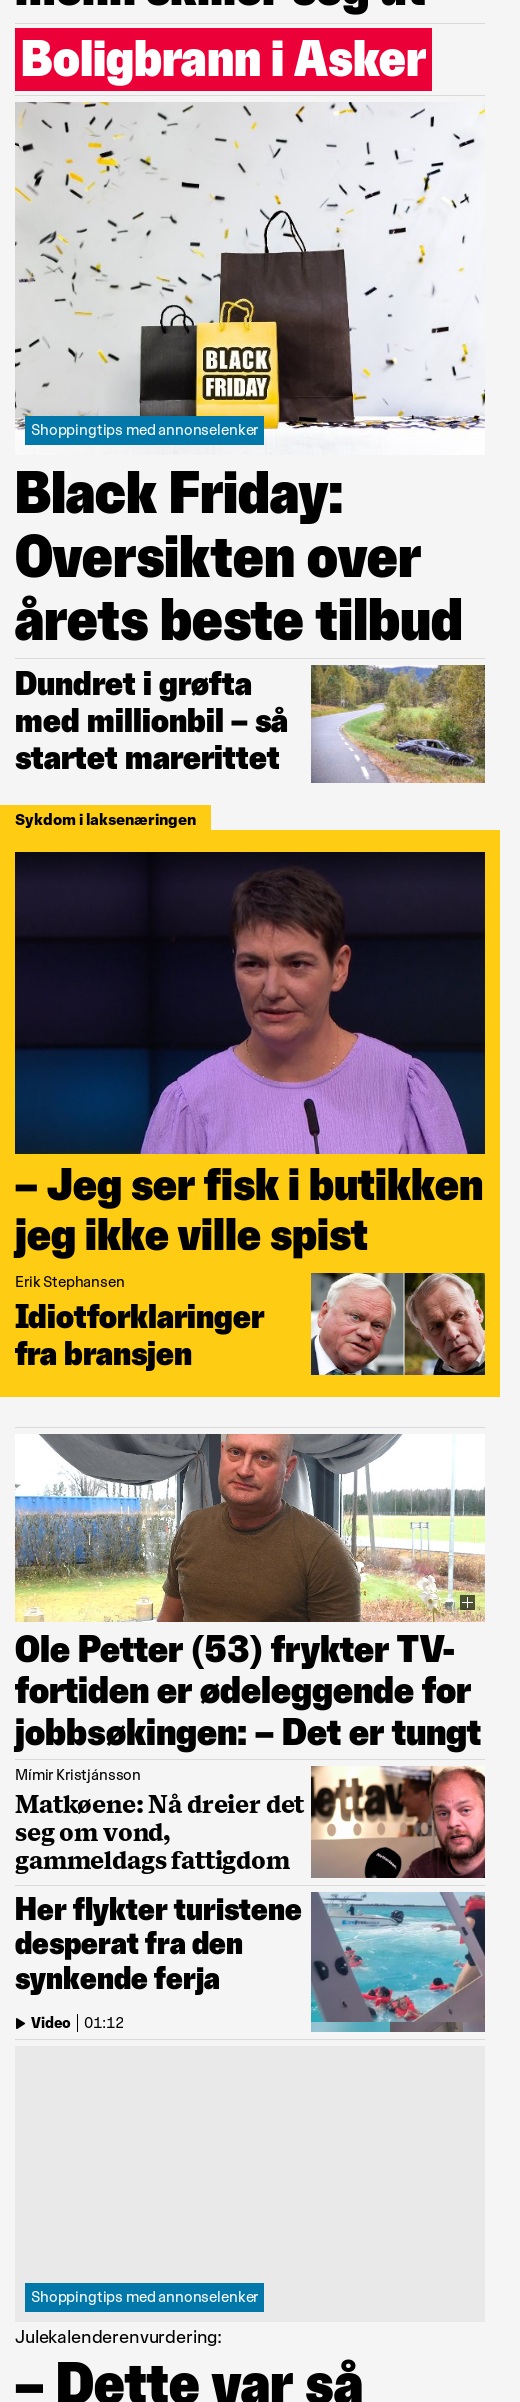 Boligbrann i Asker
BLACK
FRIDAY
Shoppingtips med annonselenker
Black Friday:
Oversikten over
årets beste tilbud
Dundret i grøfta
med millionbil – så
startet marerittet
Sykdom i laksenæringen
– Jeg ser fisk i butikken
jeg ikke ville spist
Erik Stephansen
Idiotforklaringer
fra bransjen
Ole Petter (53) frykter TV-
fortiden er ødeleggende for
jobbsøkingen: – Det er tungt
Mímir Kristjánsson
Matkøene: Nå dreier det
seg om vond,
gammeldags fattigdom
ettav
Her flykter turistene
desperat fra den
synkende ferja
Video | 01:12
Shoppingtips med annonselenker
Julekalenderenvurdering:
– Dette var så